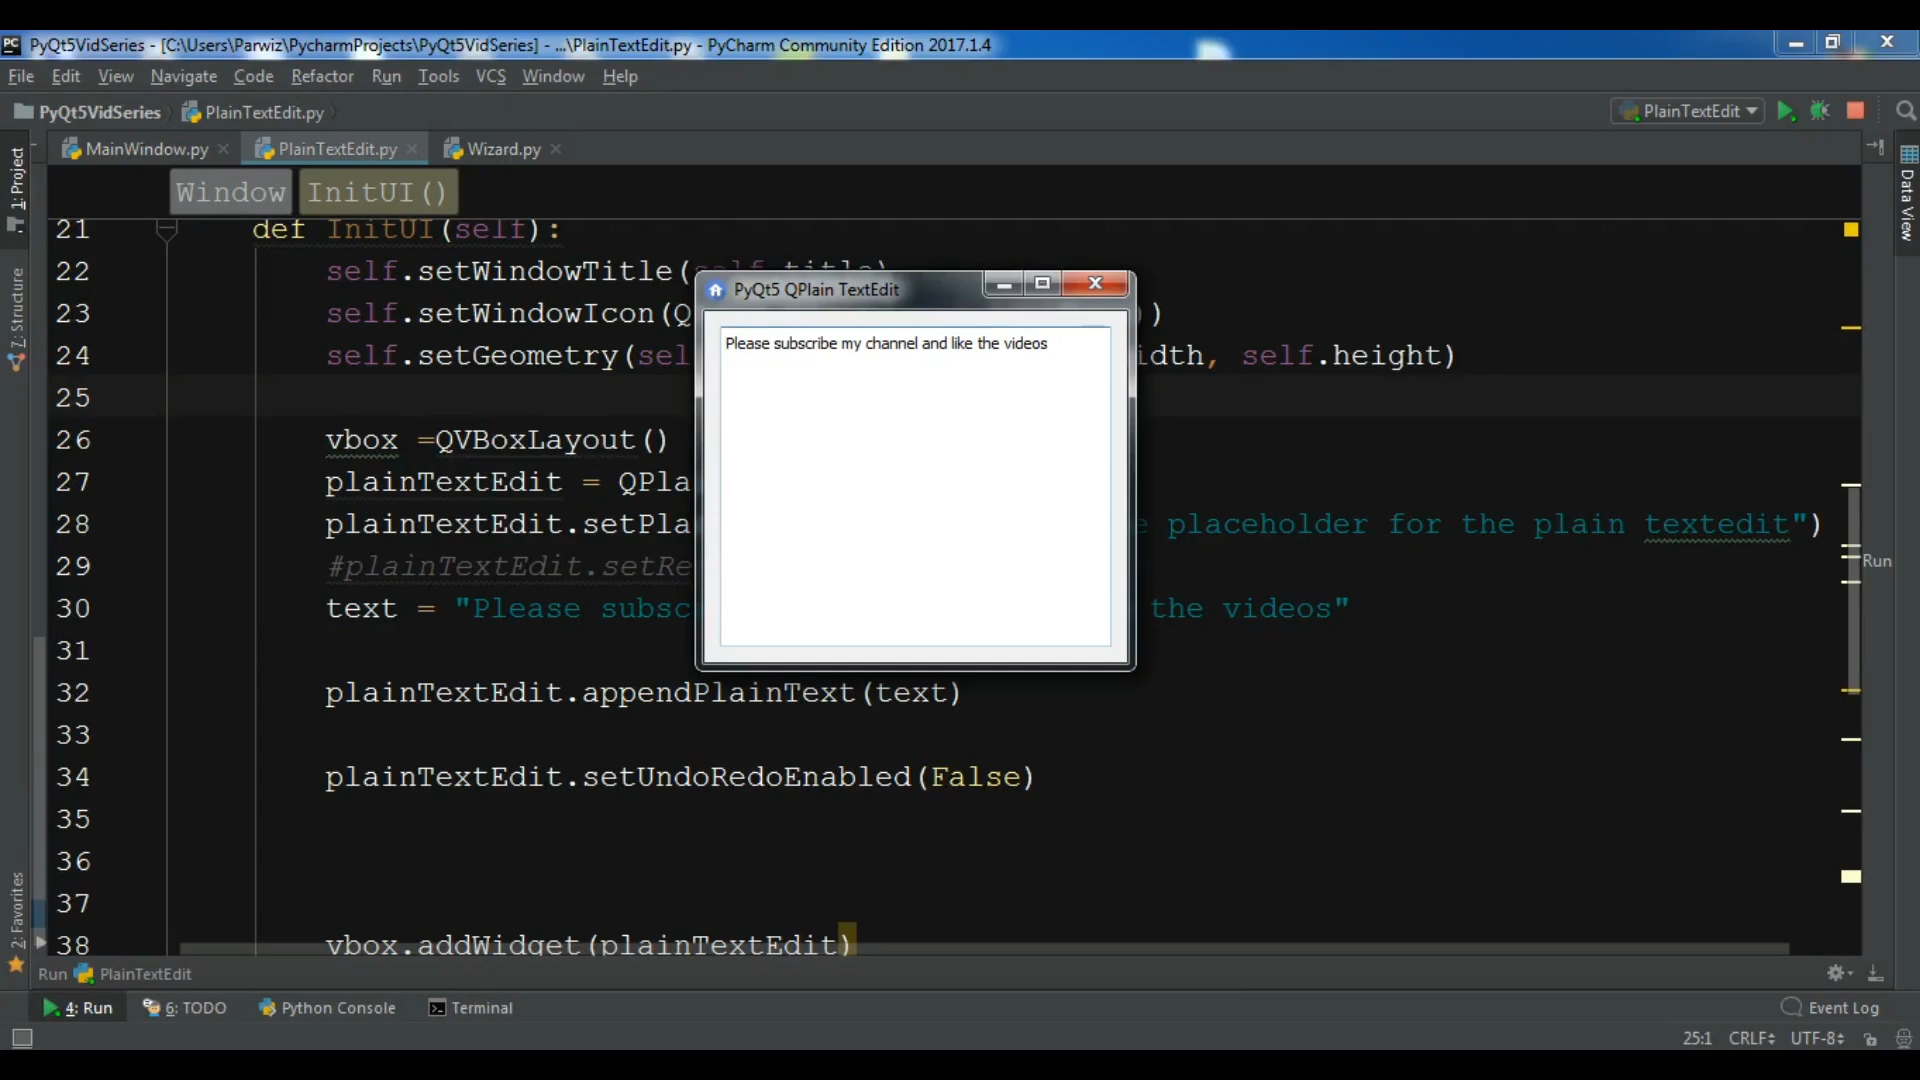 PyQt5VidSeries - [C:\Users\Parwiz\PycharmProjects\PyQt5VidSeries] - ...\PlainTextEdit.py - PyCharm Community Edition 2017.1.4
File Edit View Navigate Code Refactor Run Tools VCS Window Help
PyQt5VidSeries PlainTextEdit.py
PlainTextEdit
MainWindow.py PlainTextEdit.py Wizard.py
1: Project
7: Structure
2: Favorites
Data View
Run
Window InitUI()
21 def InitUI(self):
22 self.setWindowTitle(self.title)
23 self.setWindowIcon(Q ))
24 self.setGeometry(sel idth, self.height)
25
26 vbox =QVBoxLayout()
27 plainTextEdit = QPla
28 plainTextEdit.setPla placeholder for the plain textedit")
29 #plainTextEdit.setRe
30 text = "Please subsc the videos"
31
32 plainTextEdit.appendPlainText(text)
33
34 plainTextEdit.setUndoRedoEnabled(False)
35
36
37
38 vbox.addWidget(plainTextEdit)
PyQt5 QPlain TextEdit
Please subscribe my channel and like the videos
Run PlainTextEdit
4: Run 6: TODO Python Console Terminal Event Log
25:1 CRLF UTF-8